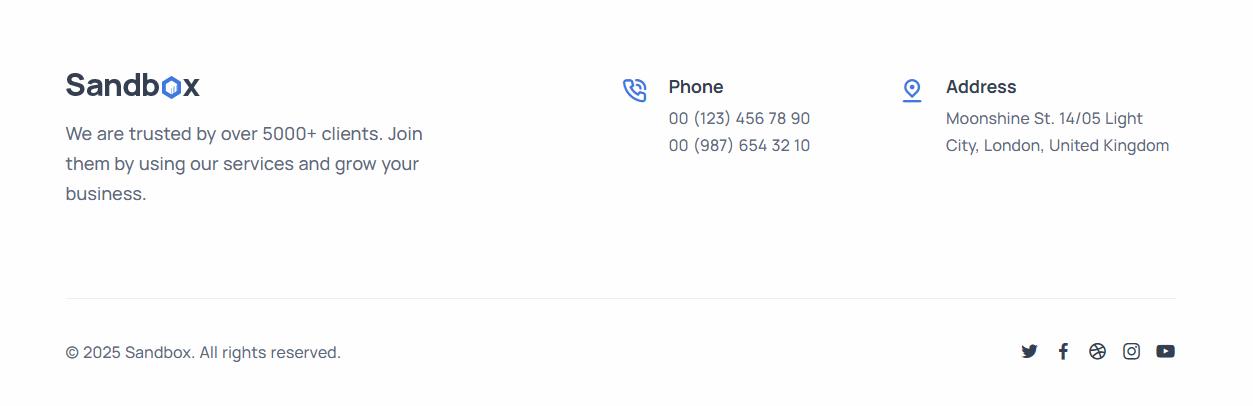 Sandbox
We are trusted by over 5000+ clients. Join
them by using our services and grow your
business.
Phone
00 (123) 456 78 90
00 (987) 654 32 10
Address
Moonshine St. 14/05 Light
City, London, United Kingdom
© 2025 Sandbox. All rights reserved.